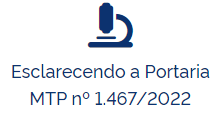 Esclarecendo a Portaria
MTP nº 1.467/2022